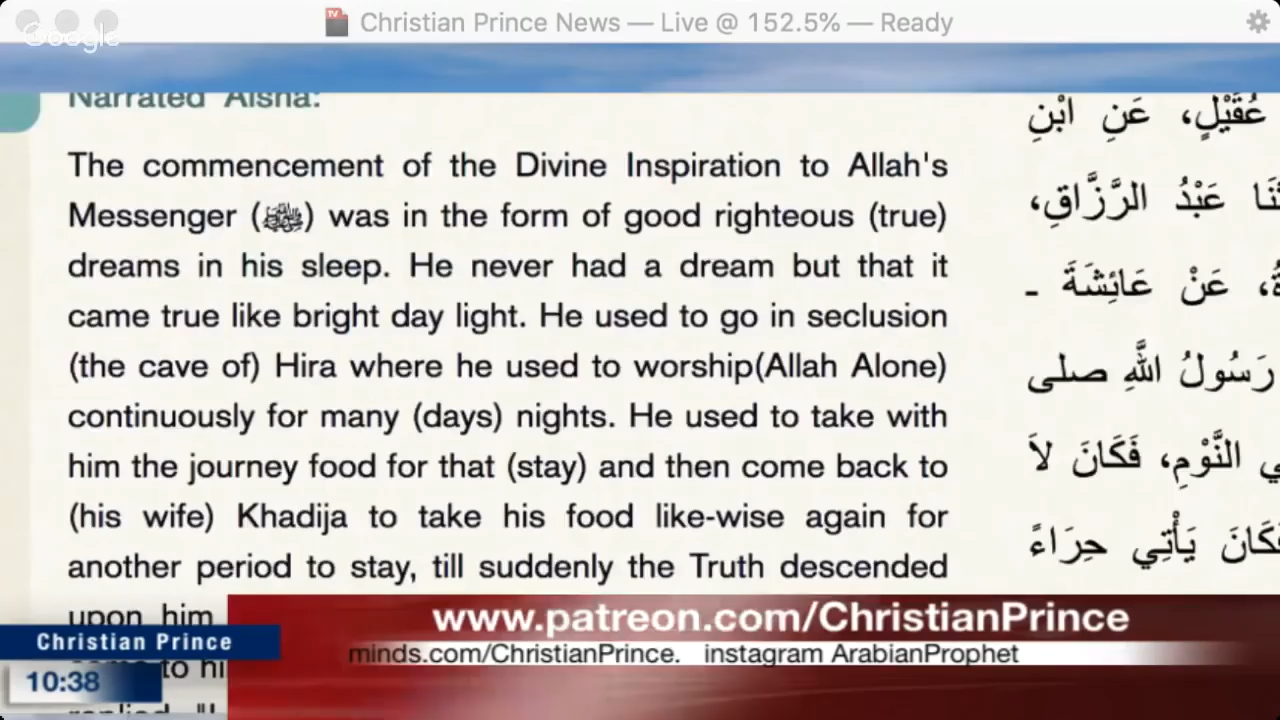 Google
Christian Prince News — Live @ 152.5% — Ready
Narrated 'Aisha:
The commencement of the Divine Inspiration to Allah's
Messenger (ﷺ) was in the form of good righteous (true)
dreams in his sleep. He never had a dream but that it
came true like bright day light. He used to go in seclusion
(the cave of) Hira where he used to worship(Allah Alone)
continuously for many (days) nights. He used to take with
him the journey food for that (stay) and then come back to
(his wife) Khadija to take his food like-wise again for
another period to stay, till suddenly the Truth descended
upon him
to hi
عُقَيْلٍ، عَنِ ابْنِ
عَبْدُ الرَّزَّاقِ،
عَنْ عَائِشَةَ ـ
رَسُولُ اللَّهِ صلى
النَّوْمِ، فَكَانَ لاَ
يَأْتِي حِرَاءً
www.patreon.com/ChristianPrince
Christian Prince
minds.com/ChristianPrince. instagram ArabianProphet
10:38